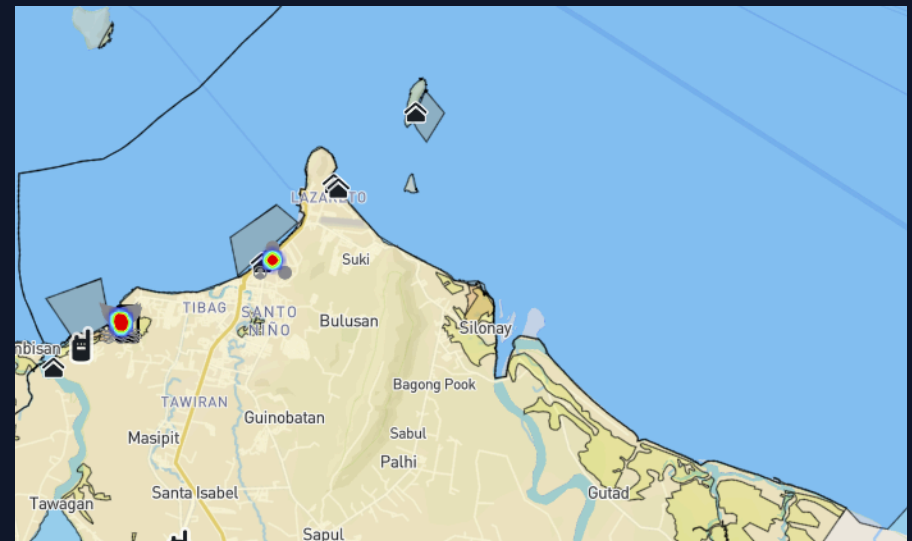 LAZARETO
Suki
TIBAG
SANTO
NIÑO
Bulusan
Silonay
nbisan
Bagong Pook
TAWIRAN
Guinobatan
Masipit
Sabul
Palhi
Santa Isabel
Gutad
Tawagan
Sapul